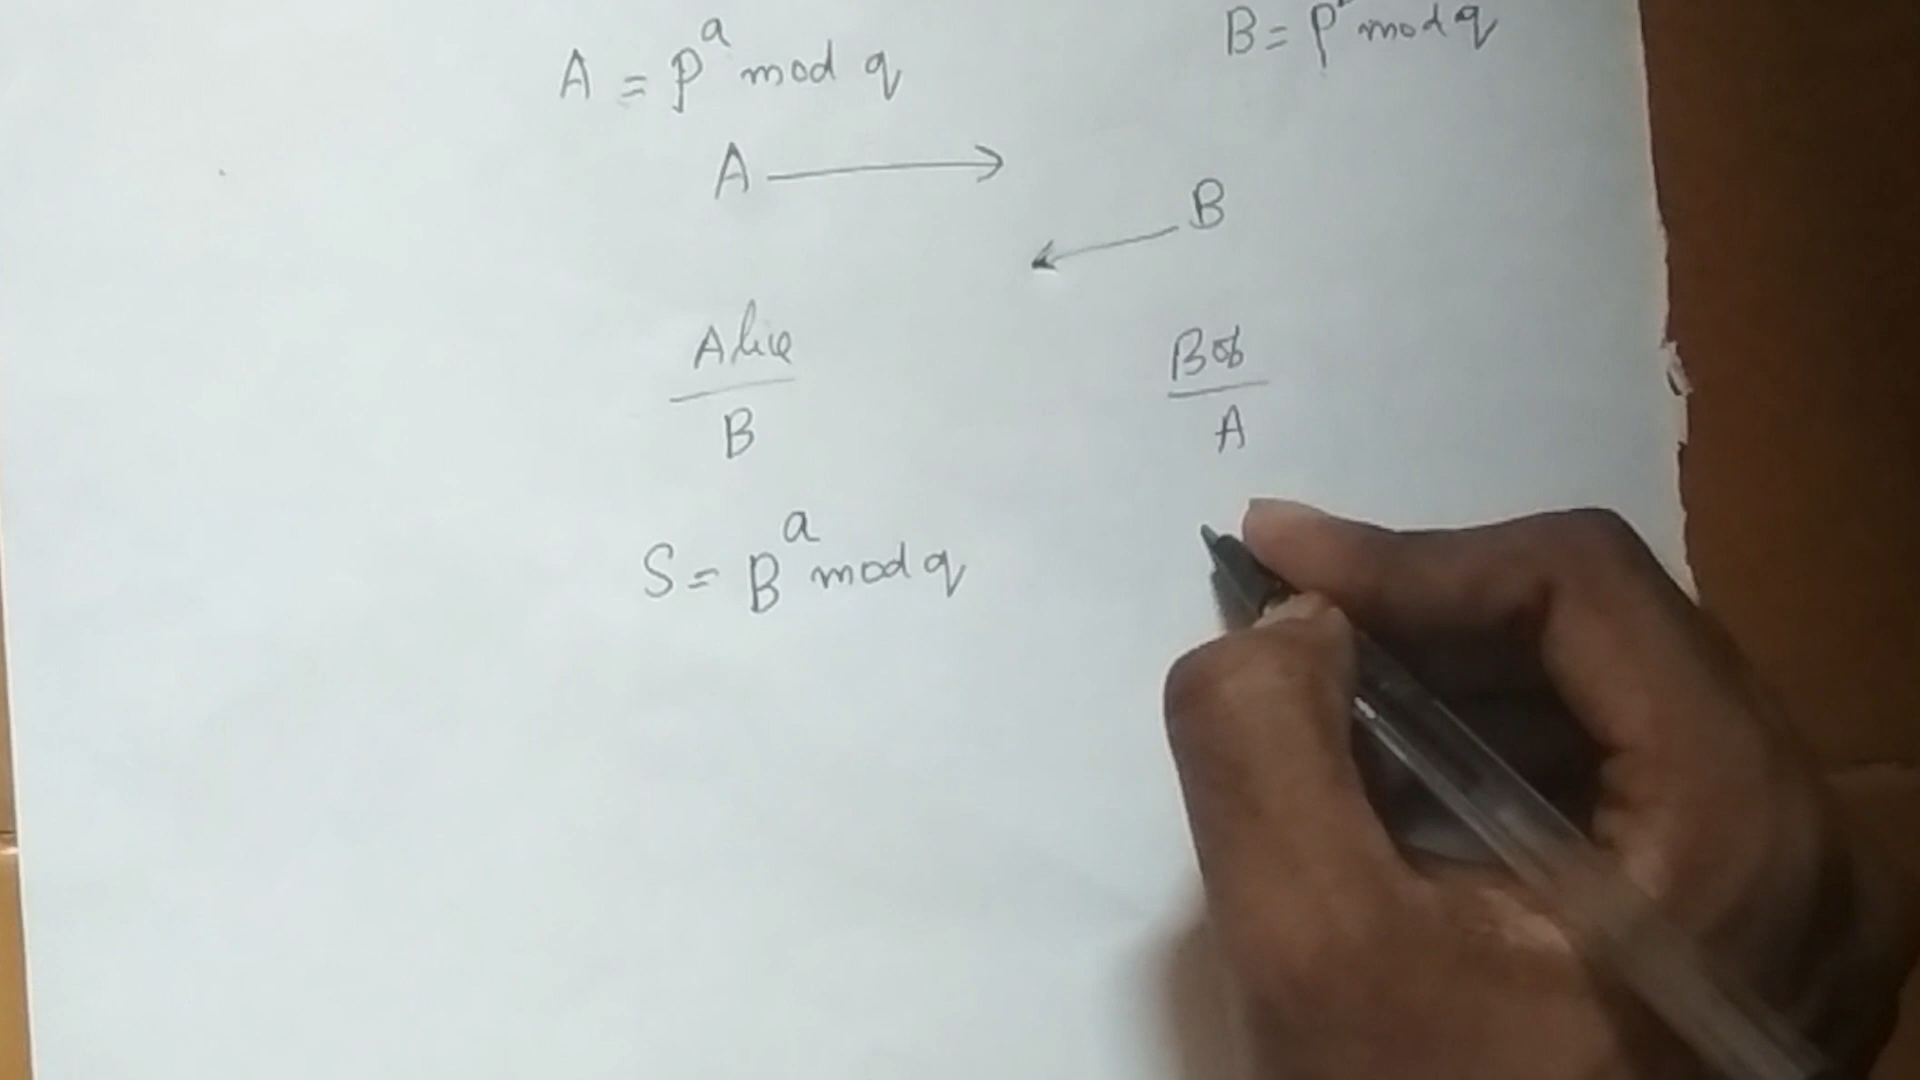 A = p^a mod q
B = p mod q
A →
← B
Alice
Bob
B
A
S = B^a mod q